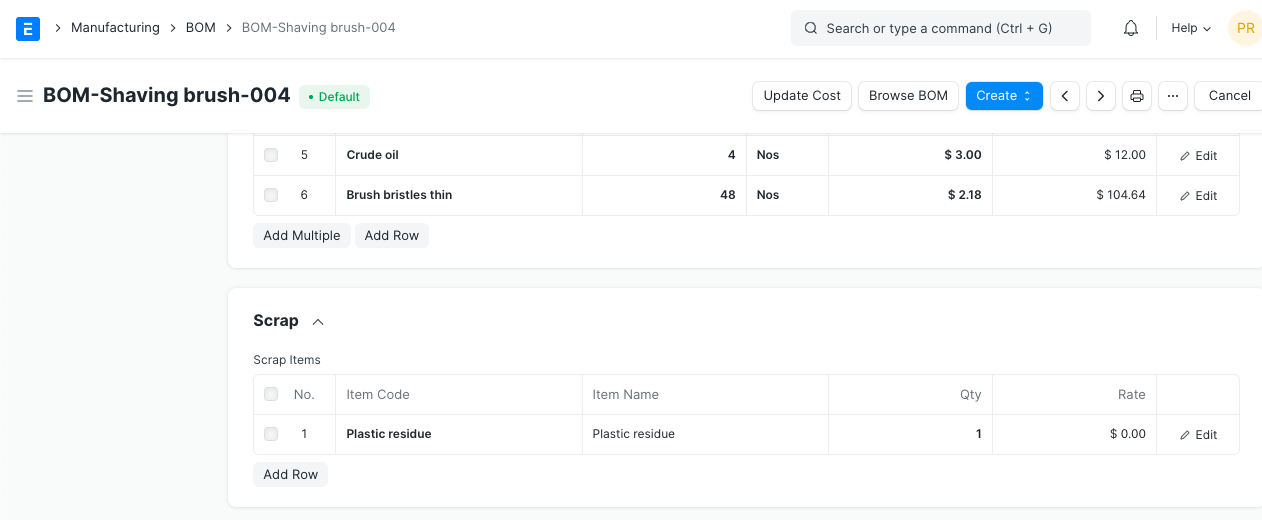 E > Manufacturing > BOM > BOM-Shaving brush-004 Search or type a command (Ctrl + G) Help PR
BOM-Shaving brush-004 • Default Update Cost Browse BOM Create < > ... Cancel
5 Crude oil 4 Nos $ 3.00 $ 12.00 Edit
6 Brush bristles thin 48 Nos $ 2.18 $ 104.64 Edit
Add Multiple Add Row
Scrap
Scrap Items
No. Item Code Item Name Qty Rate
1 Plastic residue Plastic residue 1 $ 0.00 Edit
Add Row